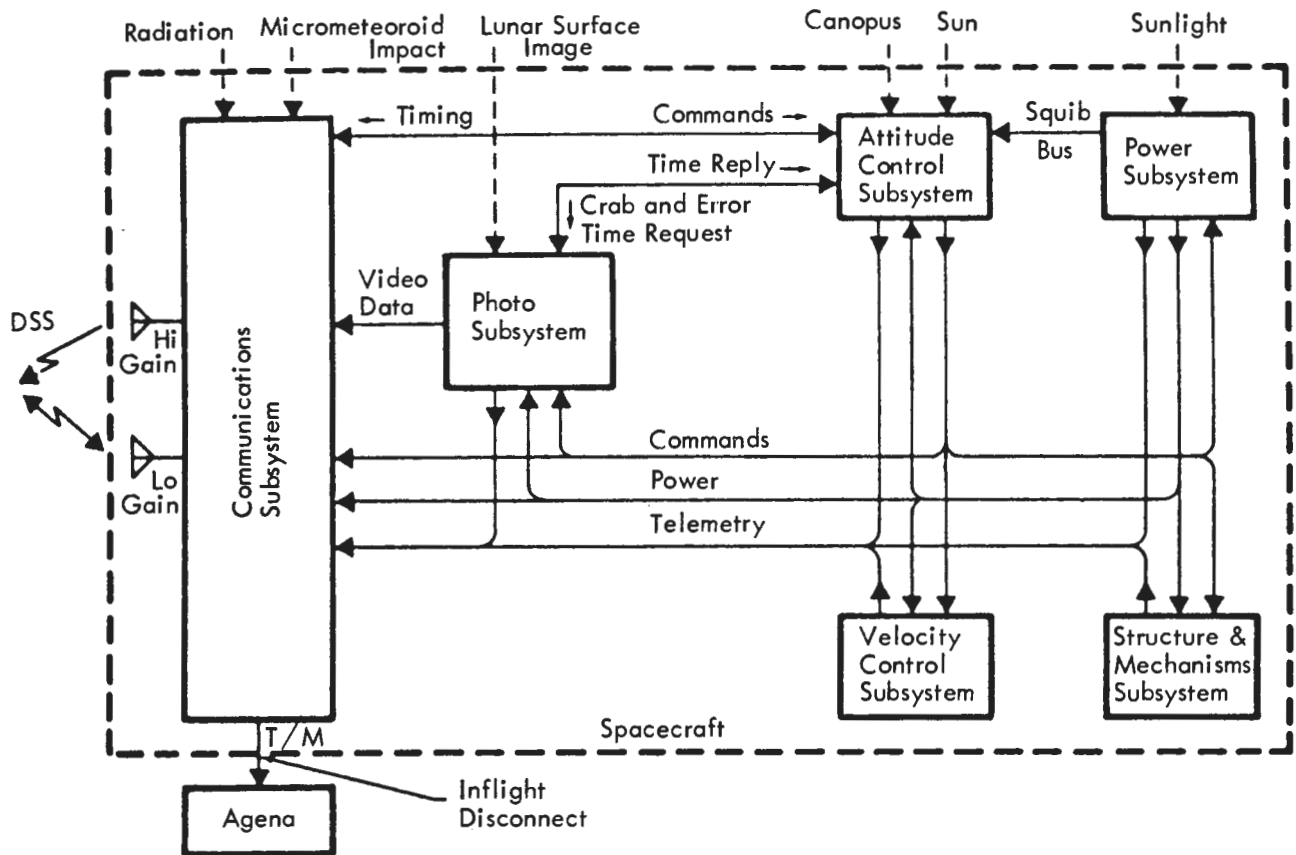 Radiation
Micrometeoroid
Impact
Lunar Surface
Image
Canopus
Sun
Sunlight
Timing
Commands
Attitude
Control
Subsystem
Squib
Bus
Power
Subsystem
Time Reply
Crab and Error
Time Request
Video
Data
Photo
Subsystem
DSS
Hi
Gain
Lo
Gain
Communications
Subsystem
Commands
Power
Telemetry
Velocity
Control
Subsystem
Structure &
Mechanisms
Subsystem
Spacecraft
T/M
Agena
Inflight
Disconnect